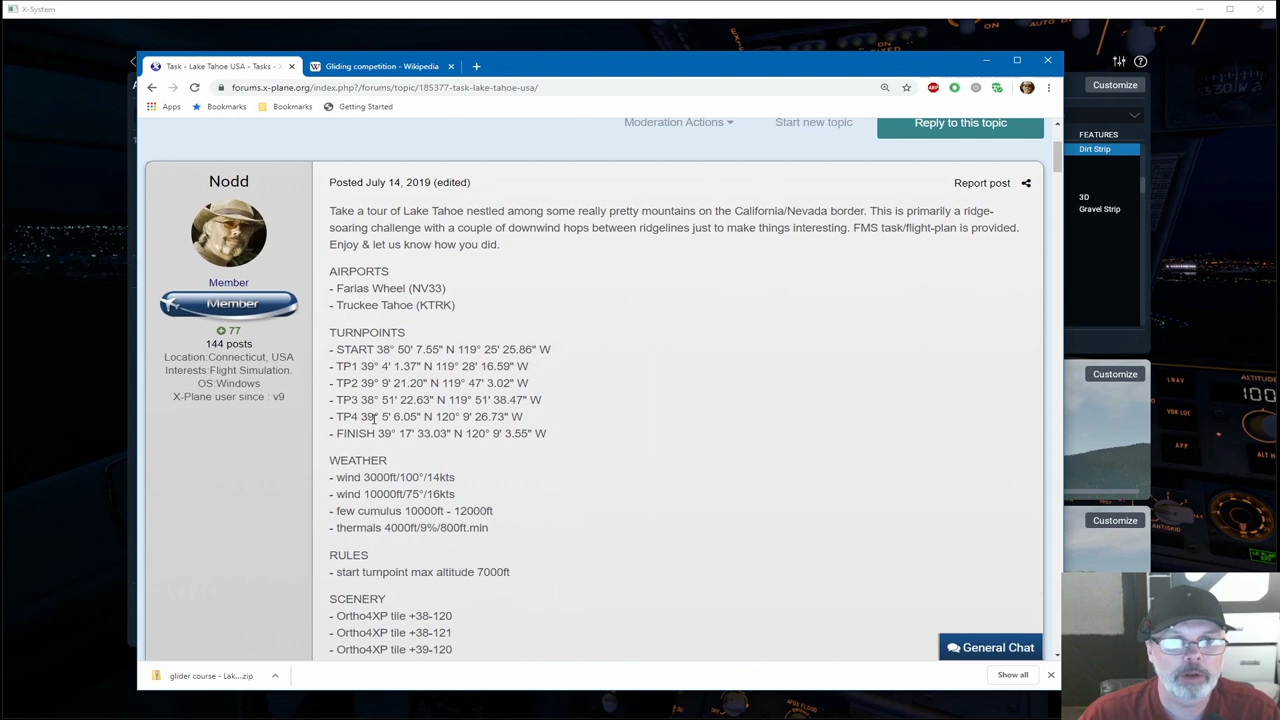 X-System
Task - Lake Tahoe USA - Tasks - X
Gliding competition - Wikipedia
forums.x-plane.org/index.php?/forums/topic/185377-task-lake-tahoe-usa/
Apps
Bookmarks
Bookmarks
Getting Started
Customize
FEATURES
Dirt Strip
3D
Gravel Strip
Customize
Customize
Moderation Actions
Start new topic
Reply to this topic
Nodd
Member
Member
77
144 posts
Location:Connecticut, USA
Interests:Flight Simulation.
OS:Windows
X-Plane user since : v9
Posted July 14, 2019 (edited)
Report post
Take a tour of Lake Tahoe nestled among some really pretty mountains on the California/Nevada border. This is primarily a ridge-
soaring challenge with a couple of downwind hops between ridgelines just to make things interesting. FMS task/flight-plan is provided.
Enjoy & let us know how you did.
AIRPORTS
- Farias Wheel (NV33)
- Truckee Tahoe (KTRK)
TURNPOINTS
- START 38° 50' 7.55" N 119° 25' 25.86" W
- TP1 39° 4' 1.37" N 119° 28' 16.59" W
- TP2 39° 9' 21.20" N 119° 47' 3.02" W
- TP3 38° 51' 22.63" N 119° 51' 38.47" W
- TP4 39° 5' 6.05" N 120° 9' 26.73" W
- FINISH 39° 17' 33.03" N 120° 9' 3.55" W
WEATHER
- wind 3000ft/100°/14kts
- wind 10000ft/75°/16kts
- few cumulus 10000ft - 12000ft
- thermals 4000ft/9%/800ft.min
RULES
- start turnpoint max altitude 7000ft
SCENERY
- Ortho4XP tile +38-120
- Ortho4XP tile +38-121
- Ortho4XP tile +39-120
General Chat
glider course - Lak....zip
Show all
L NAV
VOR LOC
ALT H